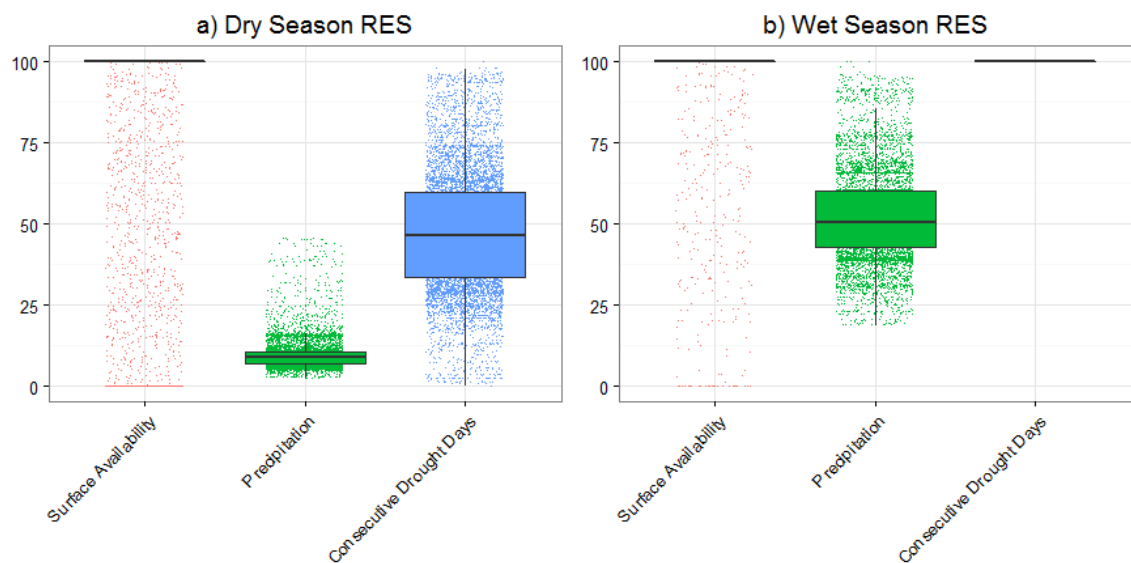 a) Dry Season RES
100
75
50
25
0
Surface Availability
Precipitation
Consecutive Drought Days
b) Wet Season RES
100
75
50
25
0
Surface Availability
Precipitation
Consecutive Drought Days